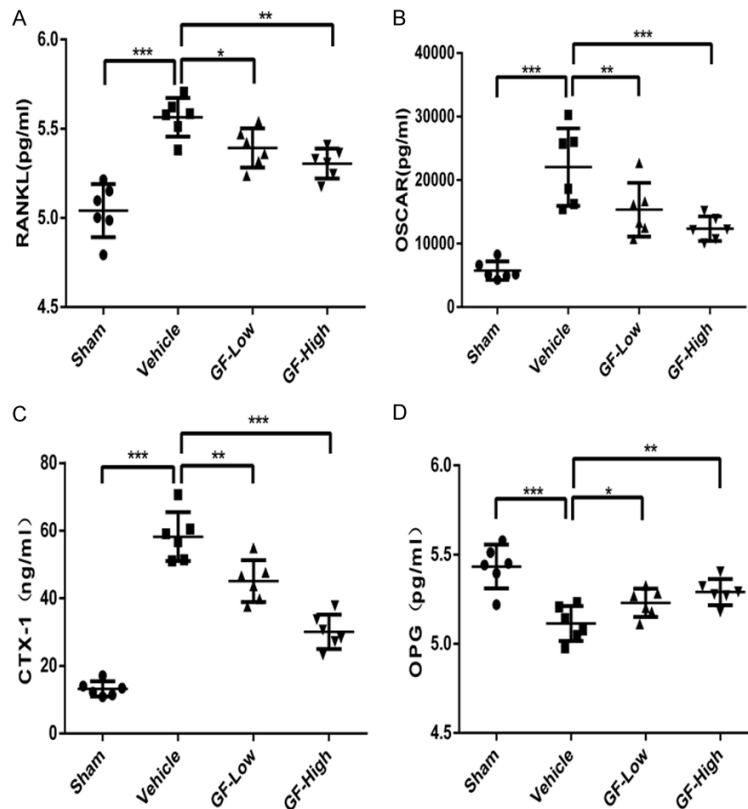 A
RANKL(pg/ml)
6.0
5.5
5.0
4.5
***
*
**
Sham
Vehicle
GF-Low
GF-High
B
OSCAR(pg/ml)
40000
30000
20000
10000
0
***
**
***
Sham
Vehicle
GF-Low
GF-High
C
CTX-1（ng/ml）
80
60
40
20
0
***
**
***
Sham
Vehicle
GF-Low
GF-High
D
OPG（pg/ml）
6.0
5.5
5.0
4.5
***
*
**
Sham
Vehicle
GF-Low
GF-High